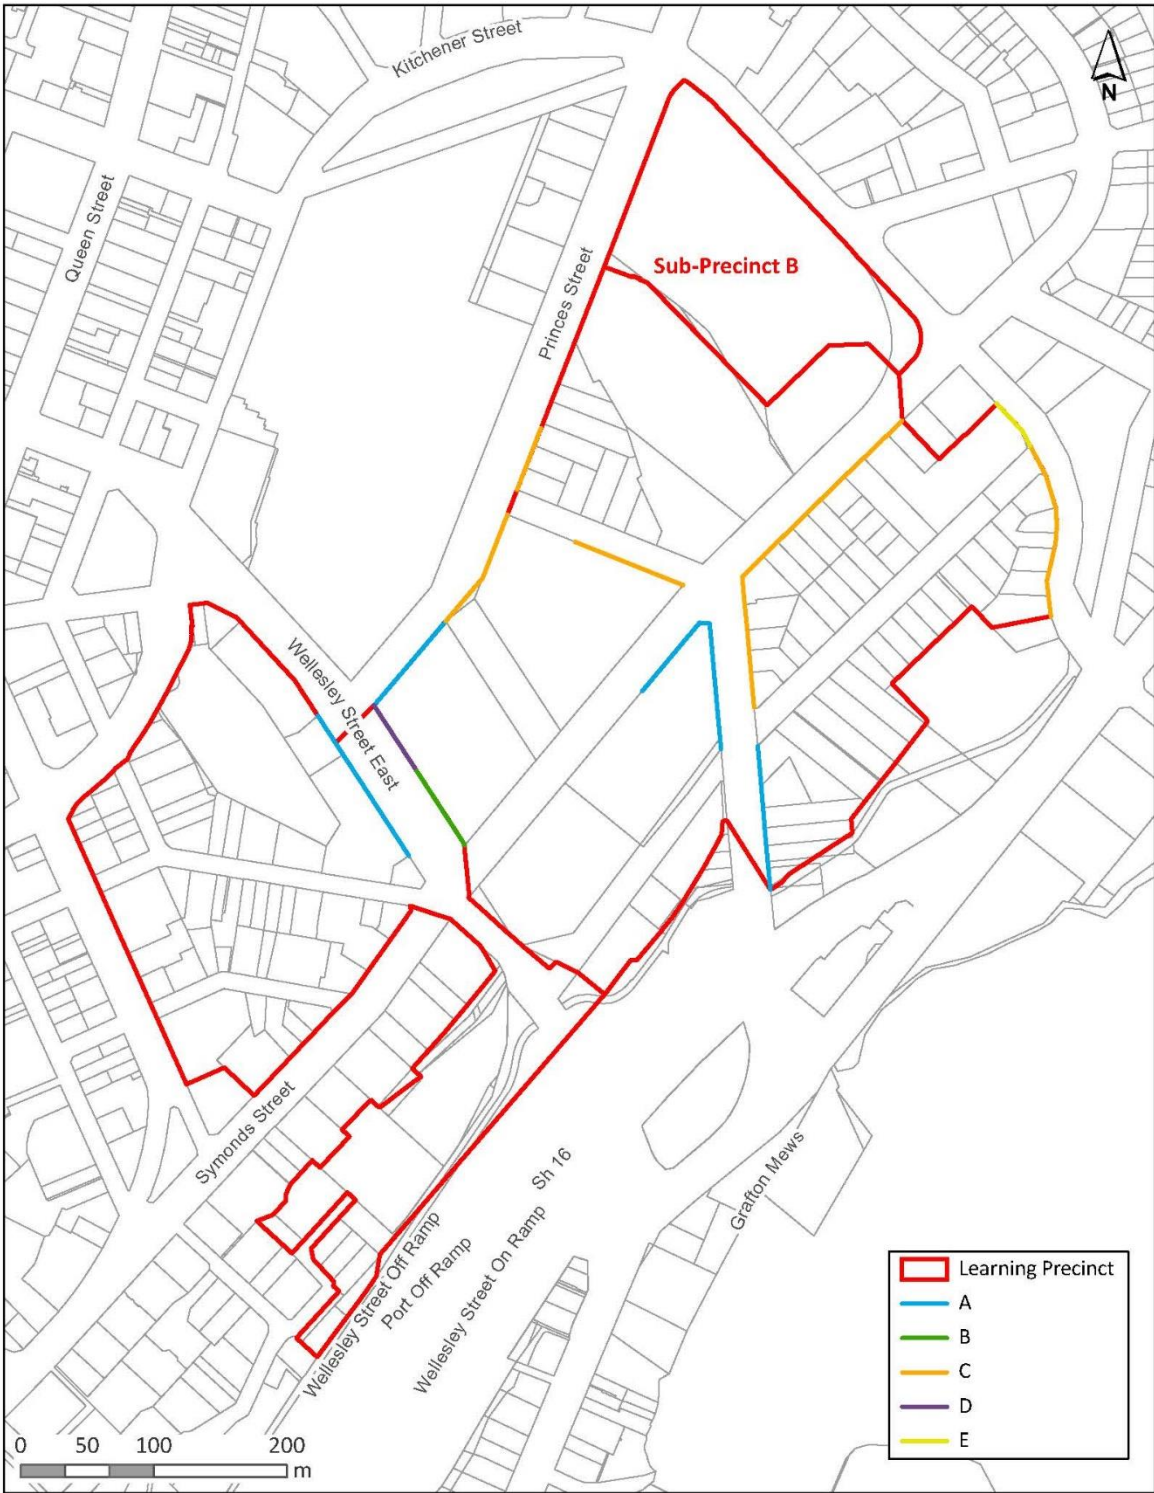 Kitchener Street
N
Queen Street
Princes Street
Sub-Precinct B
Wellesley Street East
Symonds Street
Sh 16
Grafton Mews
Wellesley Street Off Ramp
Port Off Ramp
Wellesley Street On Ramp
Learning Precinct
A
B
C
D
E
0 50 100 200
m